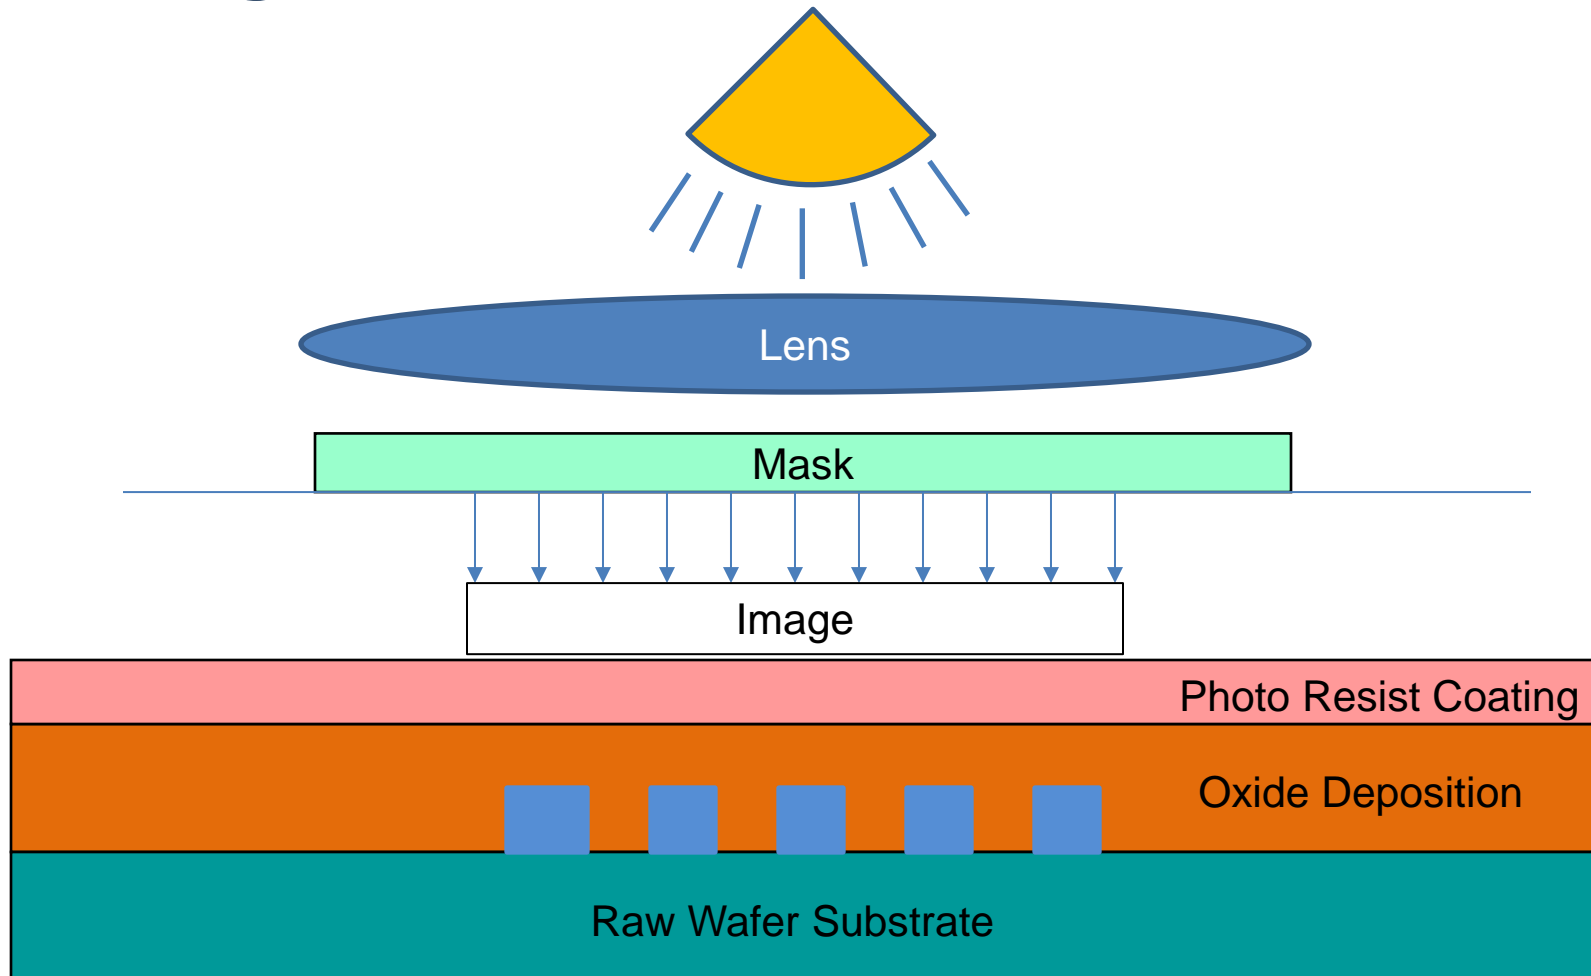 Lens
Mask
Image
Photo Resist Coating
Oxide Deposition
Raw Wafer Substrate